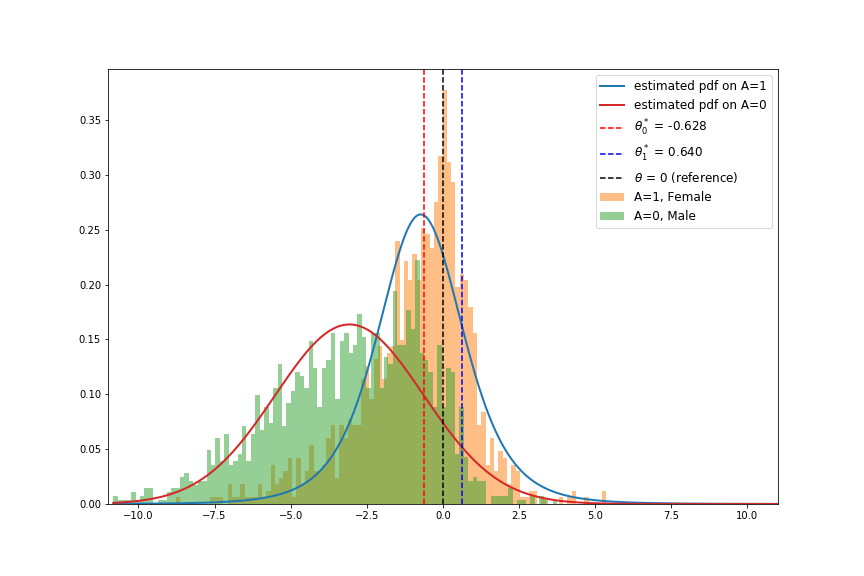 estimated pdf on A=1
estimated pdf on A=0
θ₀* = -0.628
θ₁* = 0.640
θ = 0 (reference)
A=1, Female
A=0, Male
0.35
0.30
0.25
0.20
0.15
0.10
0.05
0.00
−10.0 −7.5 −5.0 −2.5 0.0 2.5 5.0 7.5 10.0